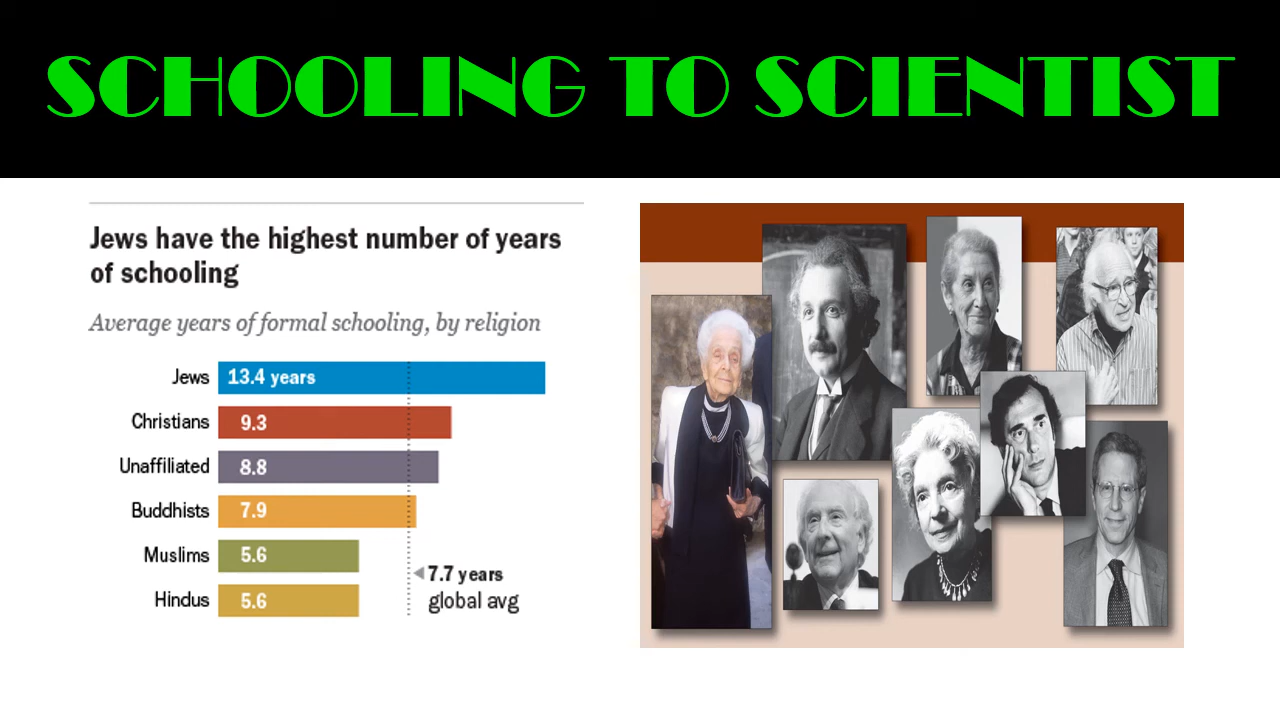 SCHOOLING TO SCIENTIST
Jews have the highest number of years
of schooling
Average years of formal schooling, by religion
Jews 13.4 years
Christians 9.3
Unaffiliated 8.8
Buddhists 7.9
Muslims 5.6
7.7 years
global avg
Hindus 5.6